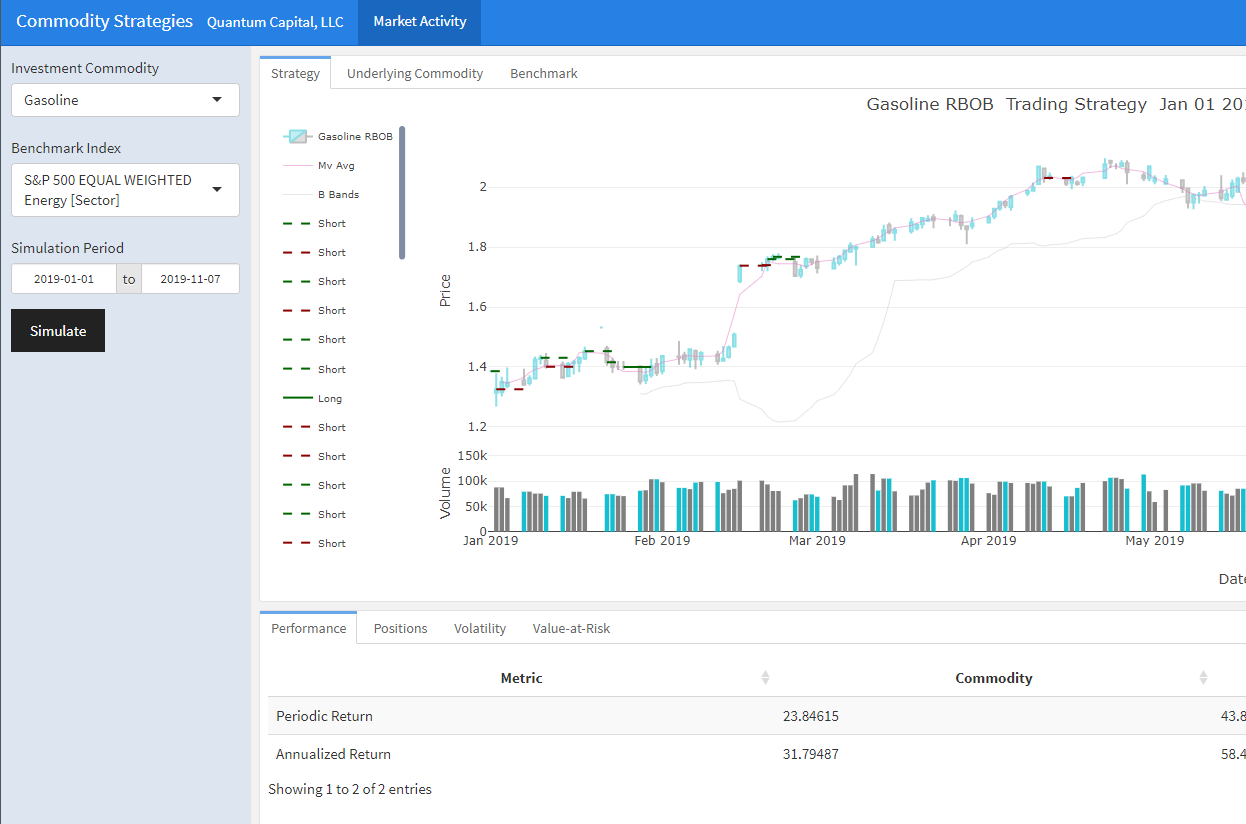 Commodity Strategies Quantum Capital, LLC Market Activity
Investment Commodity
Gasoline
Benchmark Index
S&P 500 EQUAL WEIGHTED
Energy [Sector]
Simulation Period
2019-01-01 to 2019-11-07
Simulate
Strategy Underlying Commodity Benchmark
Gasoline RBOB Trading Strategy Jan 01 201
Gasoline RBOB
Mv Avg
B Bands
Short
Short
Short
Short
Short
Short
Long
Short
Short
Short
Short
Short
Price
2
1.8
1.6
1.4
1.2
Volume
150k
100k
50k
0
Jan 2019 Feb 2019 Mar 2019 Apr 2019 May 2019
Date
Performance Positions Volatility Value-at-Risk
Metric Commodity
Periodic Return 23.84615 43.8
Annualized Return 31.79487 58.4
Showing 1 to 2 of 2 entries